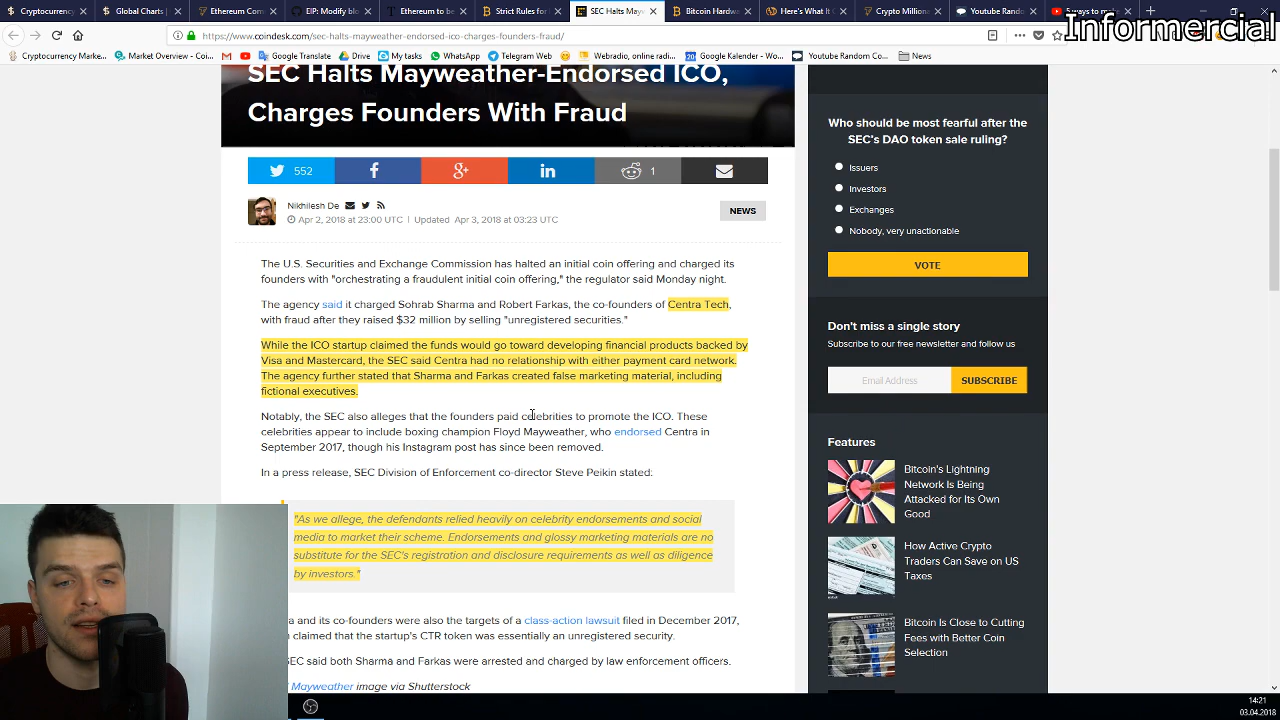 Cryptocurrency
Global Charts |
Ethereum Com
EIP: Modify blo
Ethereum to be
Strict Rules for
SEC Halts May
Bitcoin Hardw
Here's What It
Crypto Milliona
Youtube Rando
5 ways to make
Informercial
https://www.coindesk.com/sec-halts-mayweather-endorsed-ico-charges-founders-fraud/
Cryptocurrency Marke...
Market Overview - Coi...
Google Translate
Drive
My tasks
WhatsApp
Telegram Web
Webradio, online radi...
Google Kalender - Wo...
Youtube Random Co...
News
SEC Halts Mayweather-Endorsed ICO,
Charges Founders With Fraud
552
1
Nikhilesh De
Apr 2, 2018 at 23:00 UTC | Updated Apr 3, 2018 at 03:23 UTC
NEWS
The U.S. Securities and Exchange Commission has halted an initial coin offering and charged its
founders with "orchestrating a fraudulent initial coin offering," the regulator said Monday night.
The agency said it charged Sohrab Sharma and Robert Farkas, the co-founders of Centra Tech,
with fraud after they raised $32 million by selling "unregistered securities."
While the ICO startup claimed the funds would go toward developing financial products backed by
Visa and Mastercard, the SEC said Centra had no relationship with either payment card network.
The agency further stated that Sharma and Farkas created false marketing material, including
fictional executives.
Notably, the SEC also alleges that the founders paid celebrities to promote the ICO. These
celebrities appear to include boxing champion Floyd Mayweather, who endorsed Centra in
September 2017, though his Instagram post has since been removed.
In a press release, SEC Division of Enforcement co-director Steve Peikin stated:
"As we allege, the defendants relied heavily on celebrity endorsements and social
media to market their scheme. Endorsements and glossy marketing materials are no
substitute for the SEC's registration and disclosure requirements as well as diligence
by investors."
a and its co-founders were also the targets of a class-action lawsuit filed in December 2017,
claimed that the startup's CTR token was essentially an unregistered security.
SEC said both Sharma and Farkas were arrested and charged by law enforcement officers.
Mayweather image via Shutterstock
Who should be most fearful after the
SEC's DAO token sale ruling?
Issuers
Investors
Exchanges
Nobody, very unactionable
VOTE
Don't miss a single story
Subscribe to our free newsletter and follow us
Email Address
SUBSCRIBE
Features
Bitcoin's Lightning
Network Is Being
Attacked for Its Own
Good
How Active Crypto
Traders Can Save on
US Taxes
Bitcoin Is Close to Cutting
Fees with Better Coin
Selection
14:21
03.04.2018